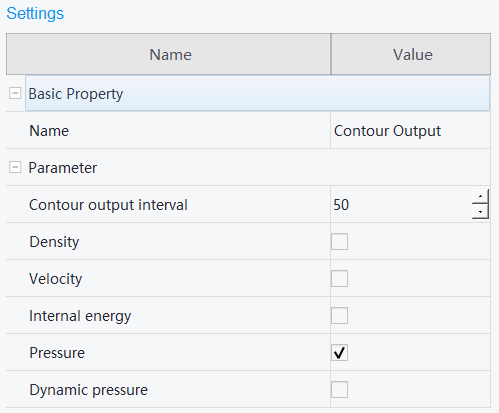 Settings
Name Value
Basic Property
Name Contour Output
Parameter
Contour output interval 50
Density
Velocity
Internal energy
Pressure
Dynamic pressure